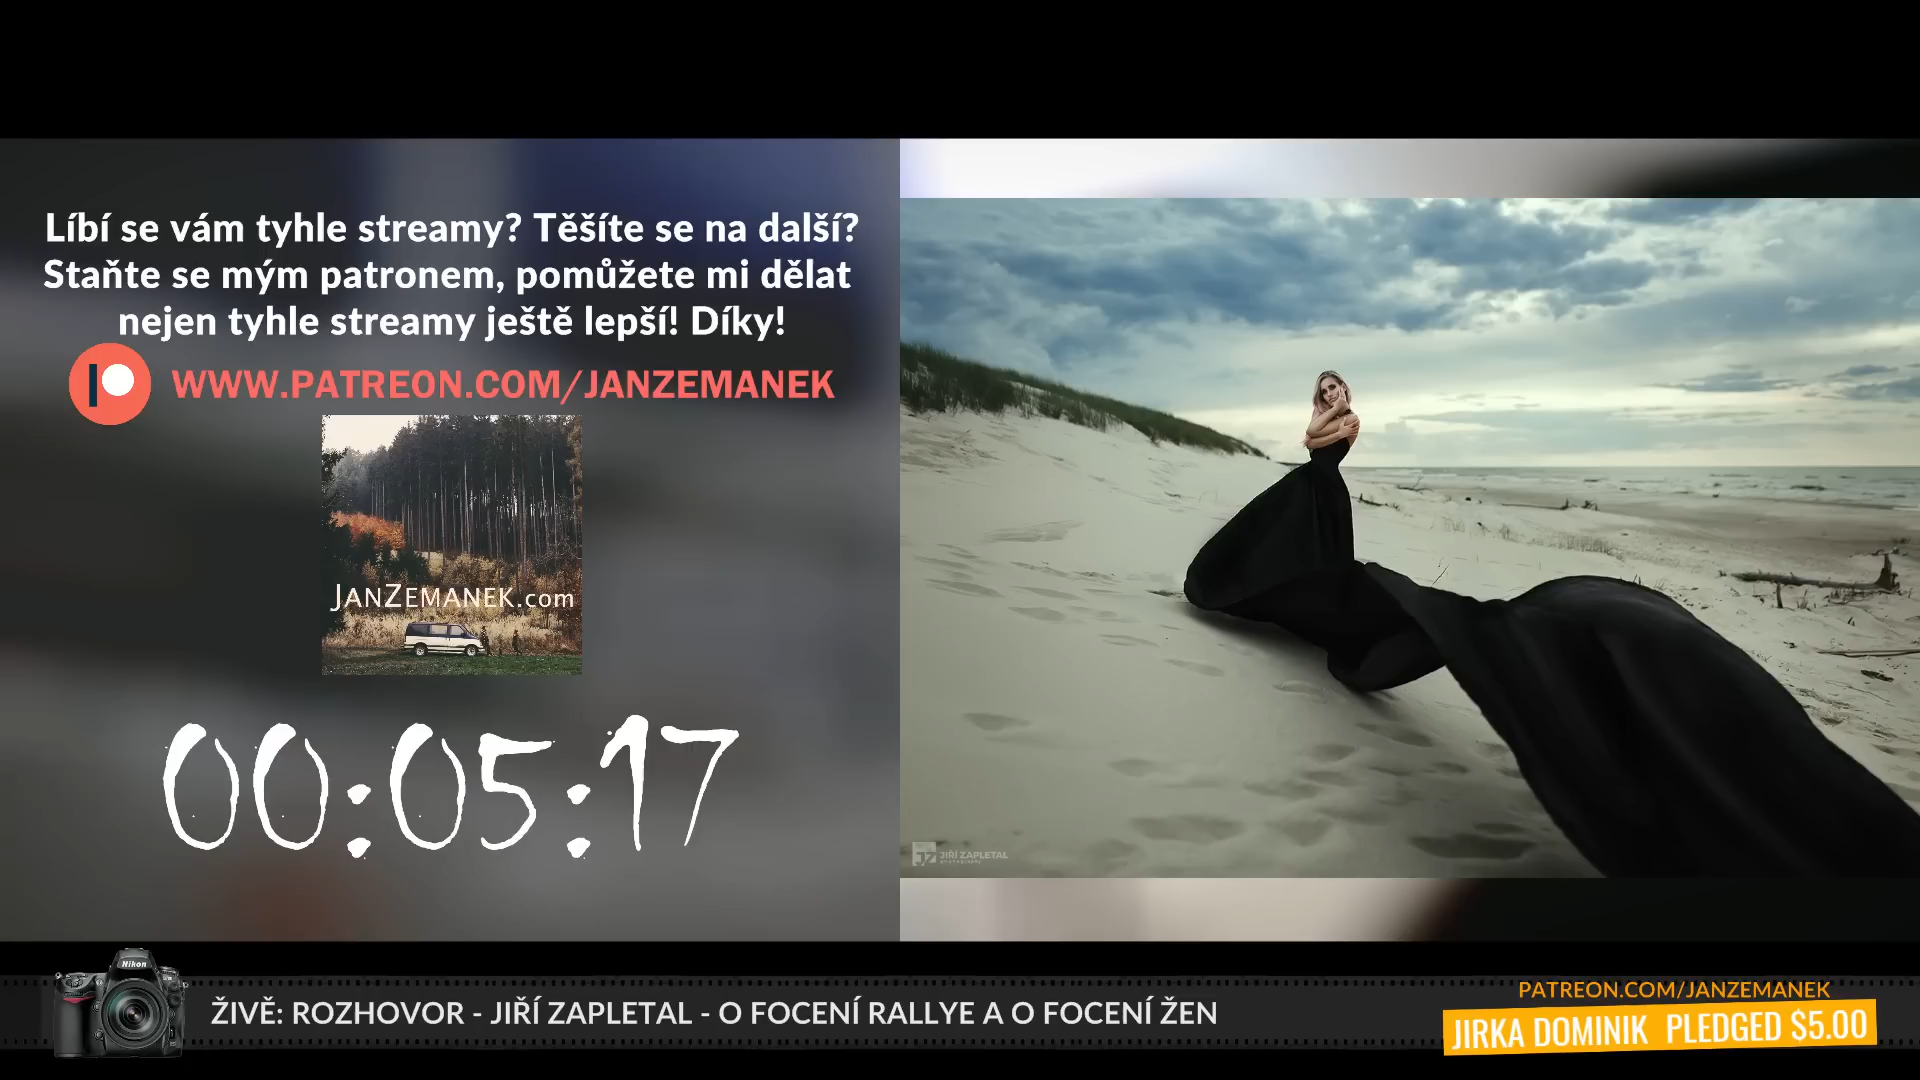 Líbí se vám tyhle streamy? Těšíte se na další?
Staňte se mým patronem, pomůžete mi dělat
nejen tyhle streamy ještě lepší! Díky!
WWW.PATREON.COM/JANZEMANEK
JANZEMANEK.com
00:05:17
JZ JIŘÍ ZAPLETAL
photography
Nikon
ŽIVĚ: ROZHOVOR - JIŘÍ ZAPLETAL - O FOCENÍ RALLYE A O FOCENÍ ŽEN
PATREON.COM/JANZEMANEK
JIRKA DOMINIK PLEDGED $5.00